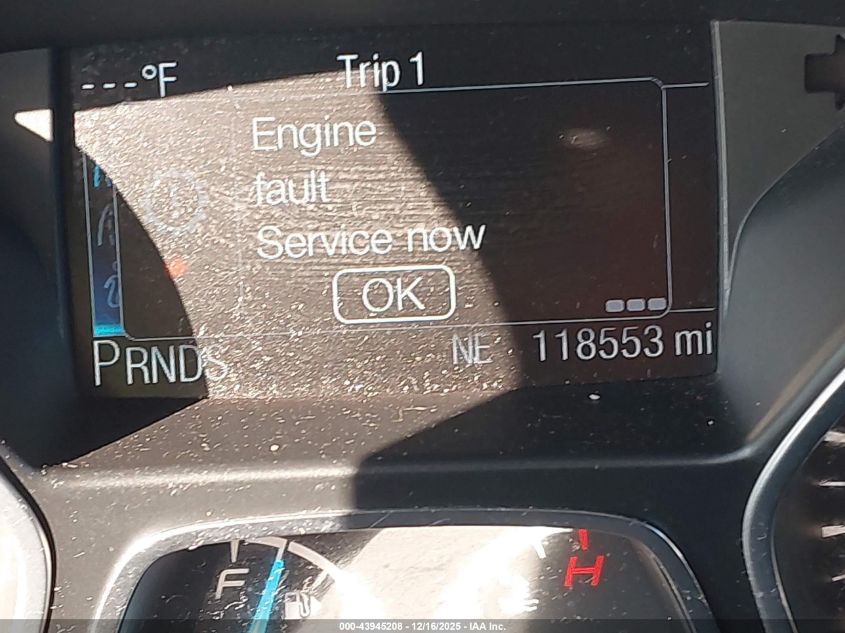 ---°F Trip 1
Engine
fault
Service now
OK
PRNDS NE 118553 mi
F H
000-43945208 - 12/16/2025 - IAA Inc.